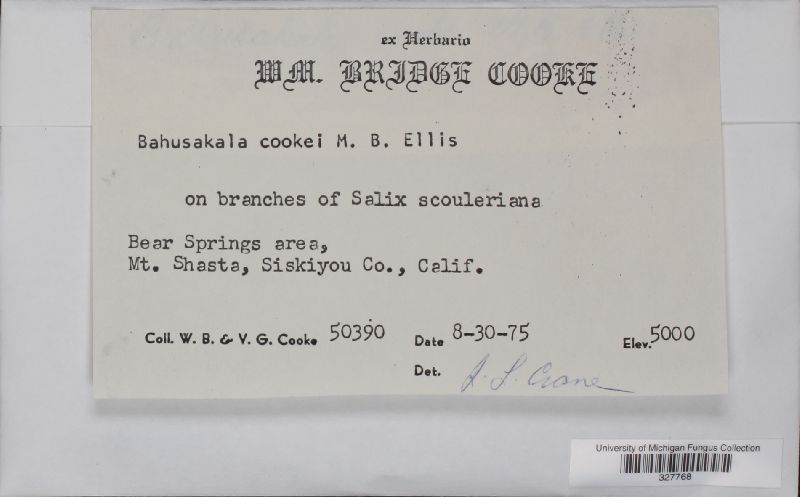 ex Herbario
WM. BRIDGE COOKE
Bahusakala cookei M. B. Ellis
on branches of Salix scouleriana
Bear Springs area,
Mt. Shasta, Siskiyou Co., Calif.
Coll. W. B. & V. G. Cooke 50390 Date 8-30-75 Elev. 5000
Det. J. L. Crane
University of Michigan Fungus Collection
327768